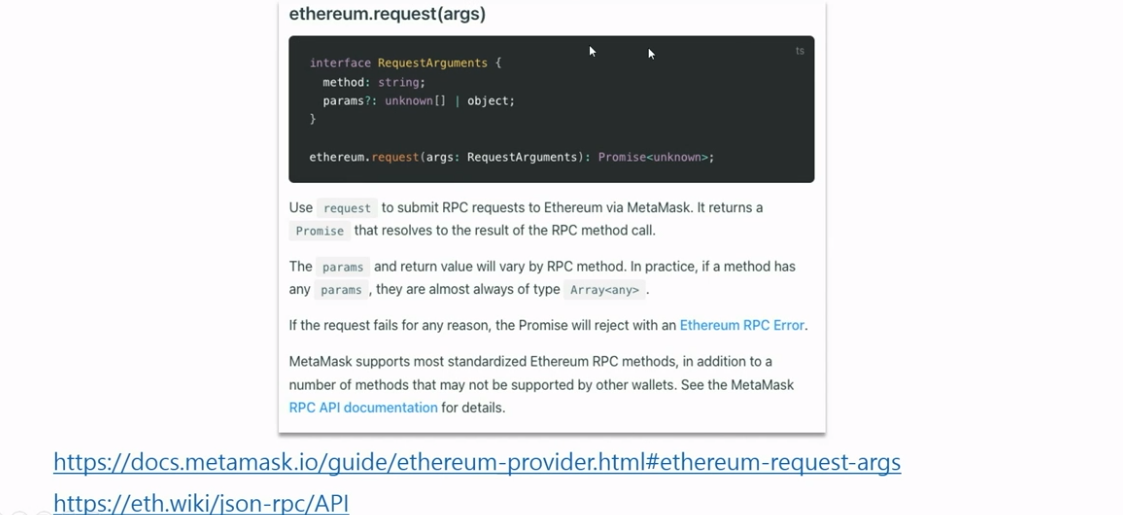 ethereum.request(args)
ts
interface RequestArguments {
method: string;
params?: unknown[] | object;
}
ethereum.request(args: RequestArguments): Promise<unknown>;
Use request to submit RPC requests to Ethereum via MetaMask. It returns a
Promise that resolves to the result of the RPC method call.
The params and return value will vary by RPC method. In practice, if a method has
any params , they are almost always of type Array<any> .
If the request fails for any reason, the Promise will reject with an Ethereum RPC Error.
MetaMask supports most standardized Ethereum RPC methods, in addition to a
number of methods that may not be supported by other wallets. See the MetaMask
RPC API documentation for details.
https://docs.metamask.io/guide/ethereum-provider.html#ethereum-request-args
https://eth.wiki/json-rpc/API